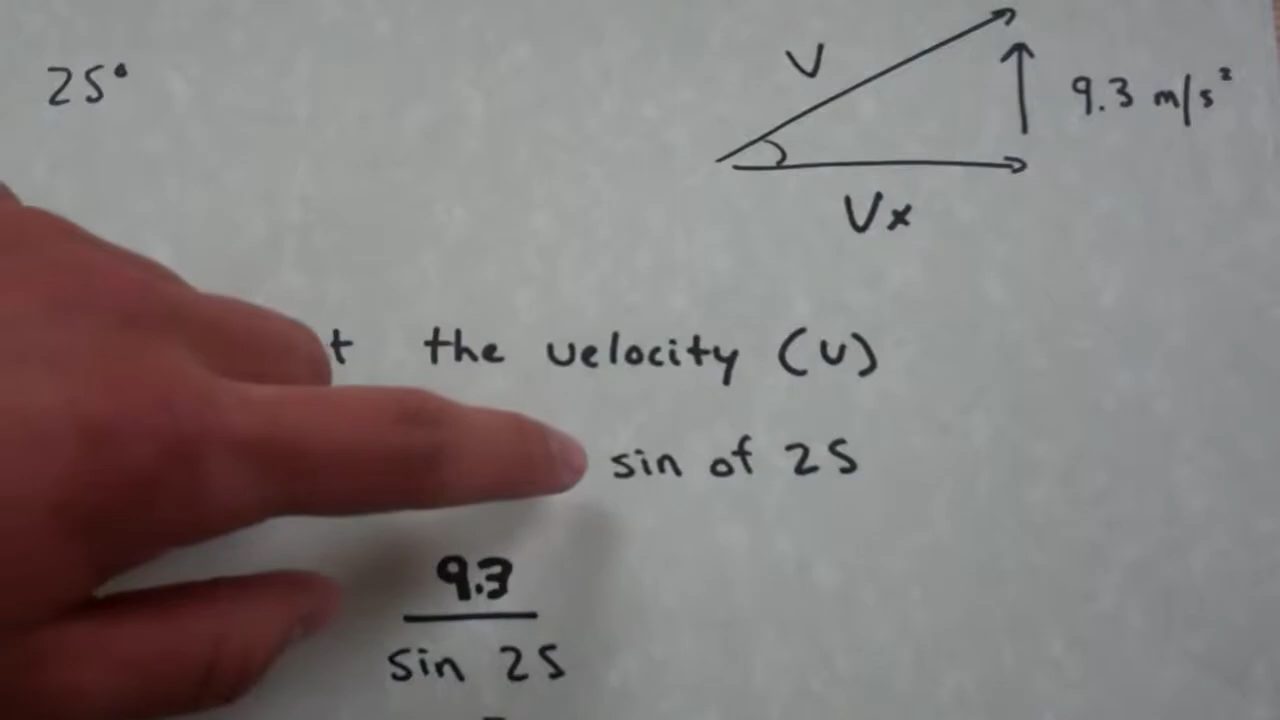 25°
V
9.3 m/s²
Vx
the velocity (v)
sin of 25
9.3
sin 25